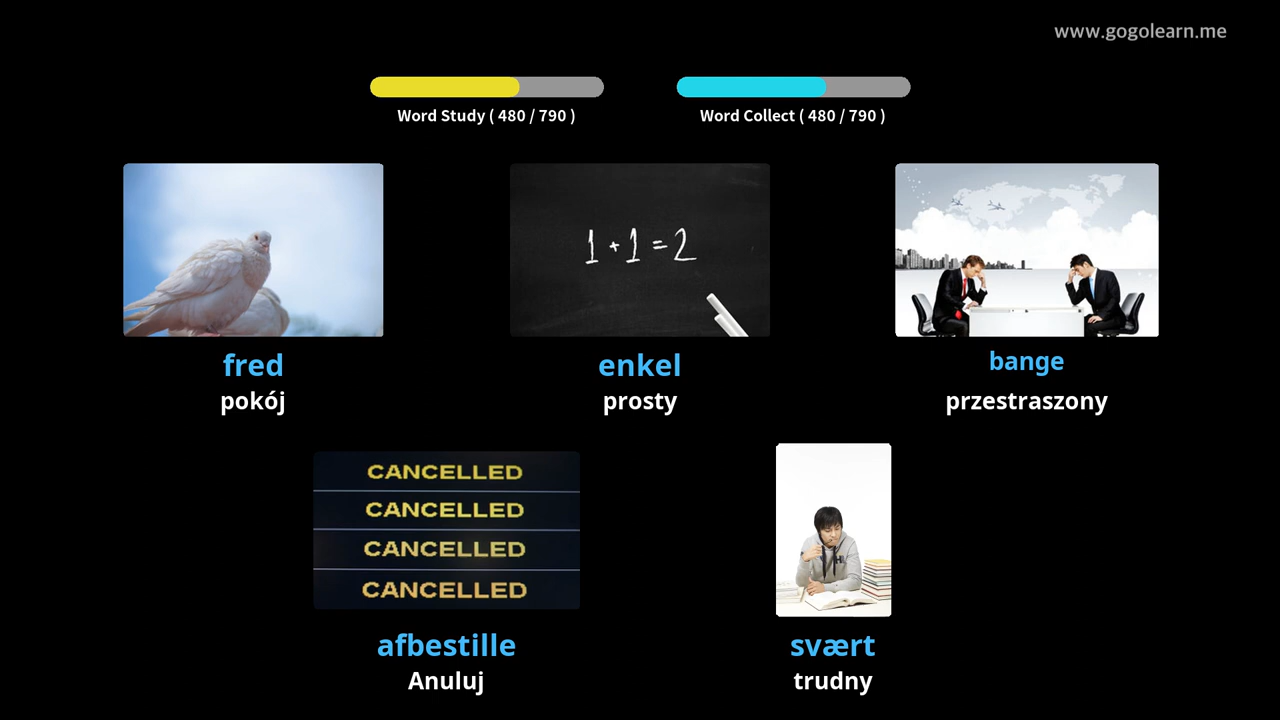 www.gogolearn.me
Word Study ( 480 / 790 )
Word Collect ( 480 / 790 )
1 + 1 = 2
fred
pokój
enkel
prosty
bange
przestraszony
CANCELLED
CANCELLED
CANCELLED
CANCELLED
afbestille
Anuluj
svært
trudny